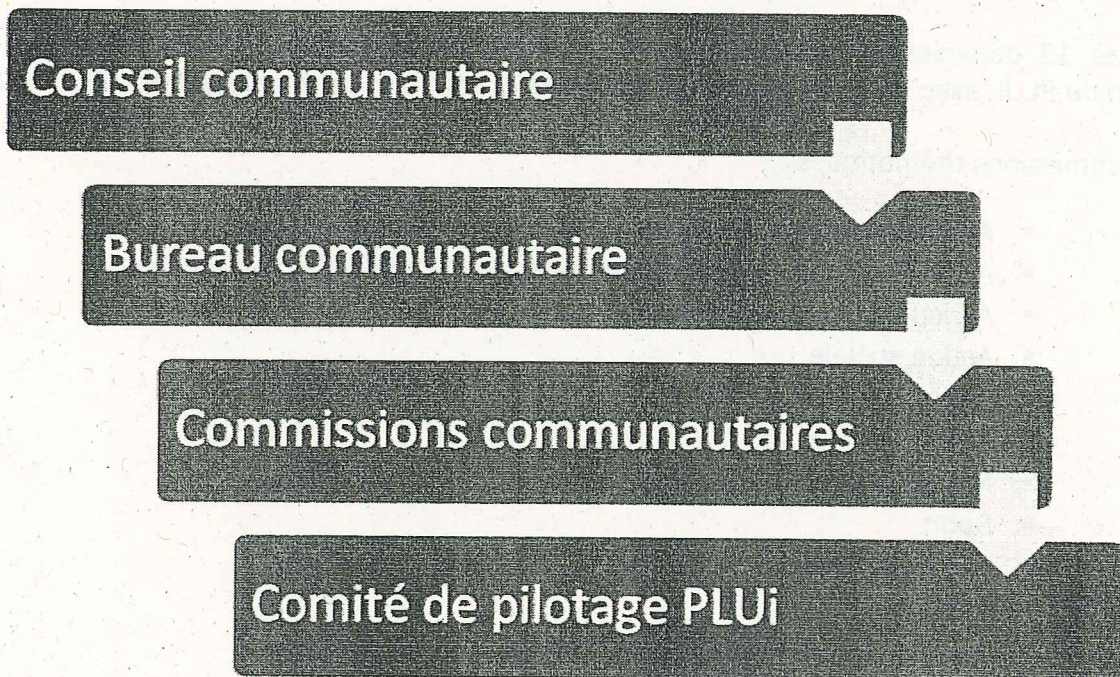 Conseil communautaire
Bureau communautaire
Commissions communautaires
Comité de pilotage PLUi